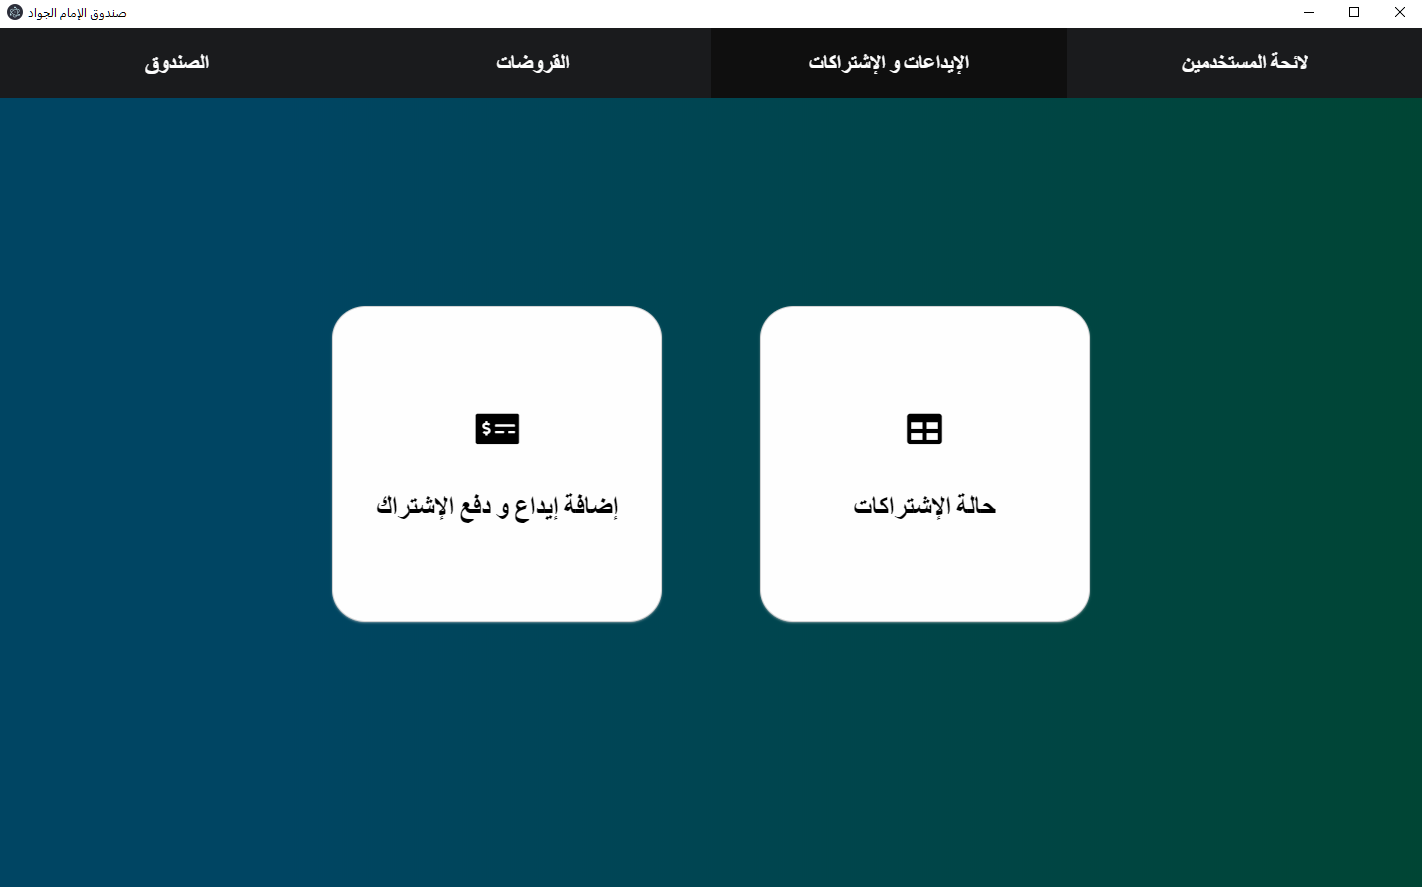 صندوق الإمام الجواد
لائحة المستخدمين
الإيداعات و الإشتراكات
القروضات
الصندوق
حالة الإشتراكات
$
إضافة إيداع و دفع الإشتراك